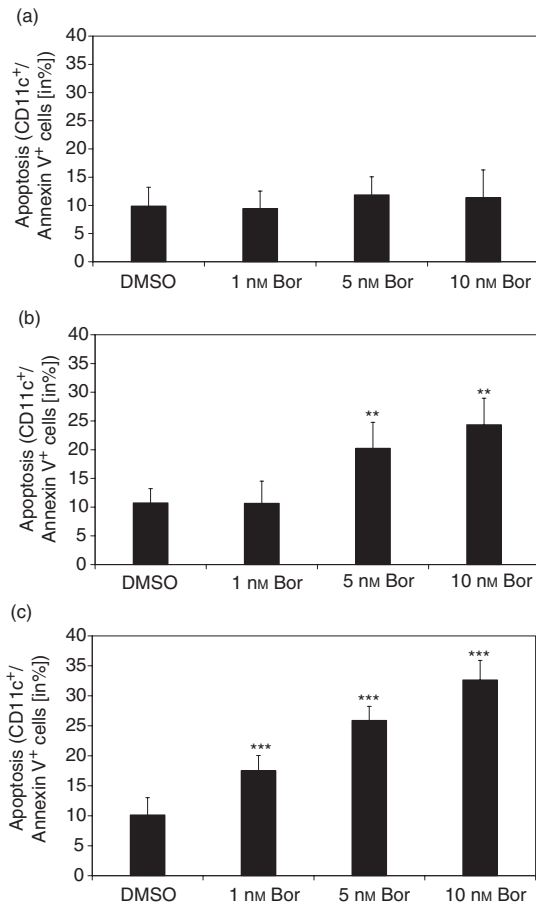 (a)
Apoptosis (CD11c+/
Annexin V+ cells [in%])
40
35
30
25
20
15
10
5
0
DMSO 1 nM Bor 5 nM Bor 10 nM Bor
(b)
Apoptosis (CD11c+/
Annexin V+ cells [in%])
40
35
30
25
20
15
10
5
0
** **
DMSO 1 nM Bor 5 nM Bor 10 nM Bor
(c)
Apoptosis (CD11c+/
Annexin V+ cells [in%])
40
35
30
25
20
15
10
5
0
*** *** ***
DMSO 1 nM Bor 5 nM Bor 10 nM Bor